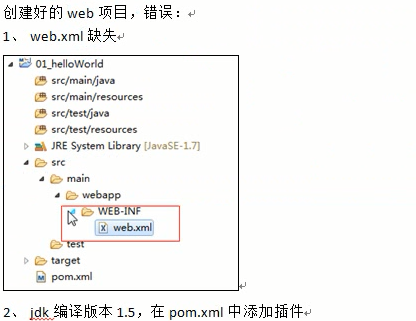 创建好的 web 项目，错误：
1、 web.xml 缺失
01_helloWorld
src/main/java
src/main/resources
src/test/java
src/test/resources
JRE System Library [JavaSE-1.7]
src
main
webapp
WEB-INF
web.xml
test
target
pom.xml
2、 jdk 编译版本 1.5，在 pom.xml 中添加插件